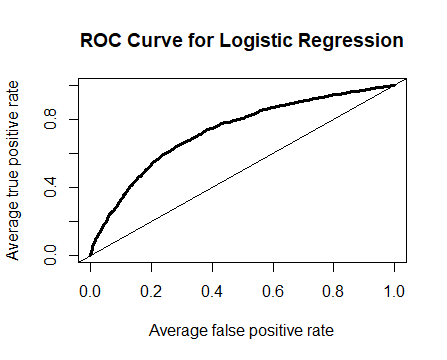 ROC Curve for Logistic Regression
Average true positive rate
0.8
0.4
0.0
0.0 0.2 0.4 0.6 0.8 1.0
Average false positive rate